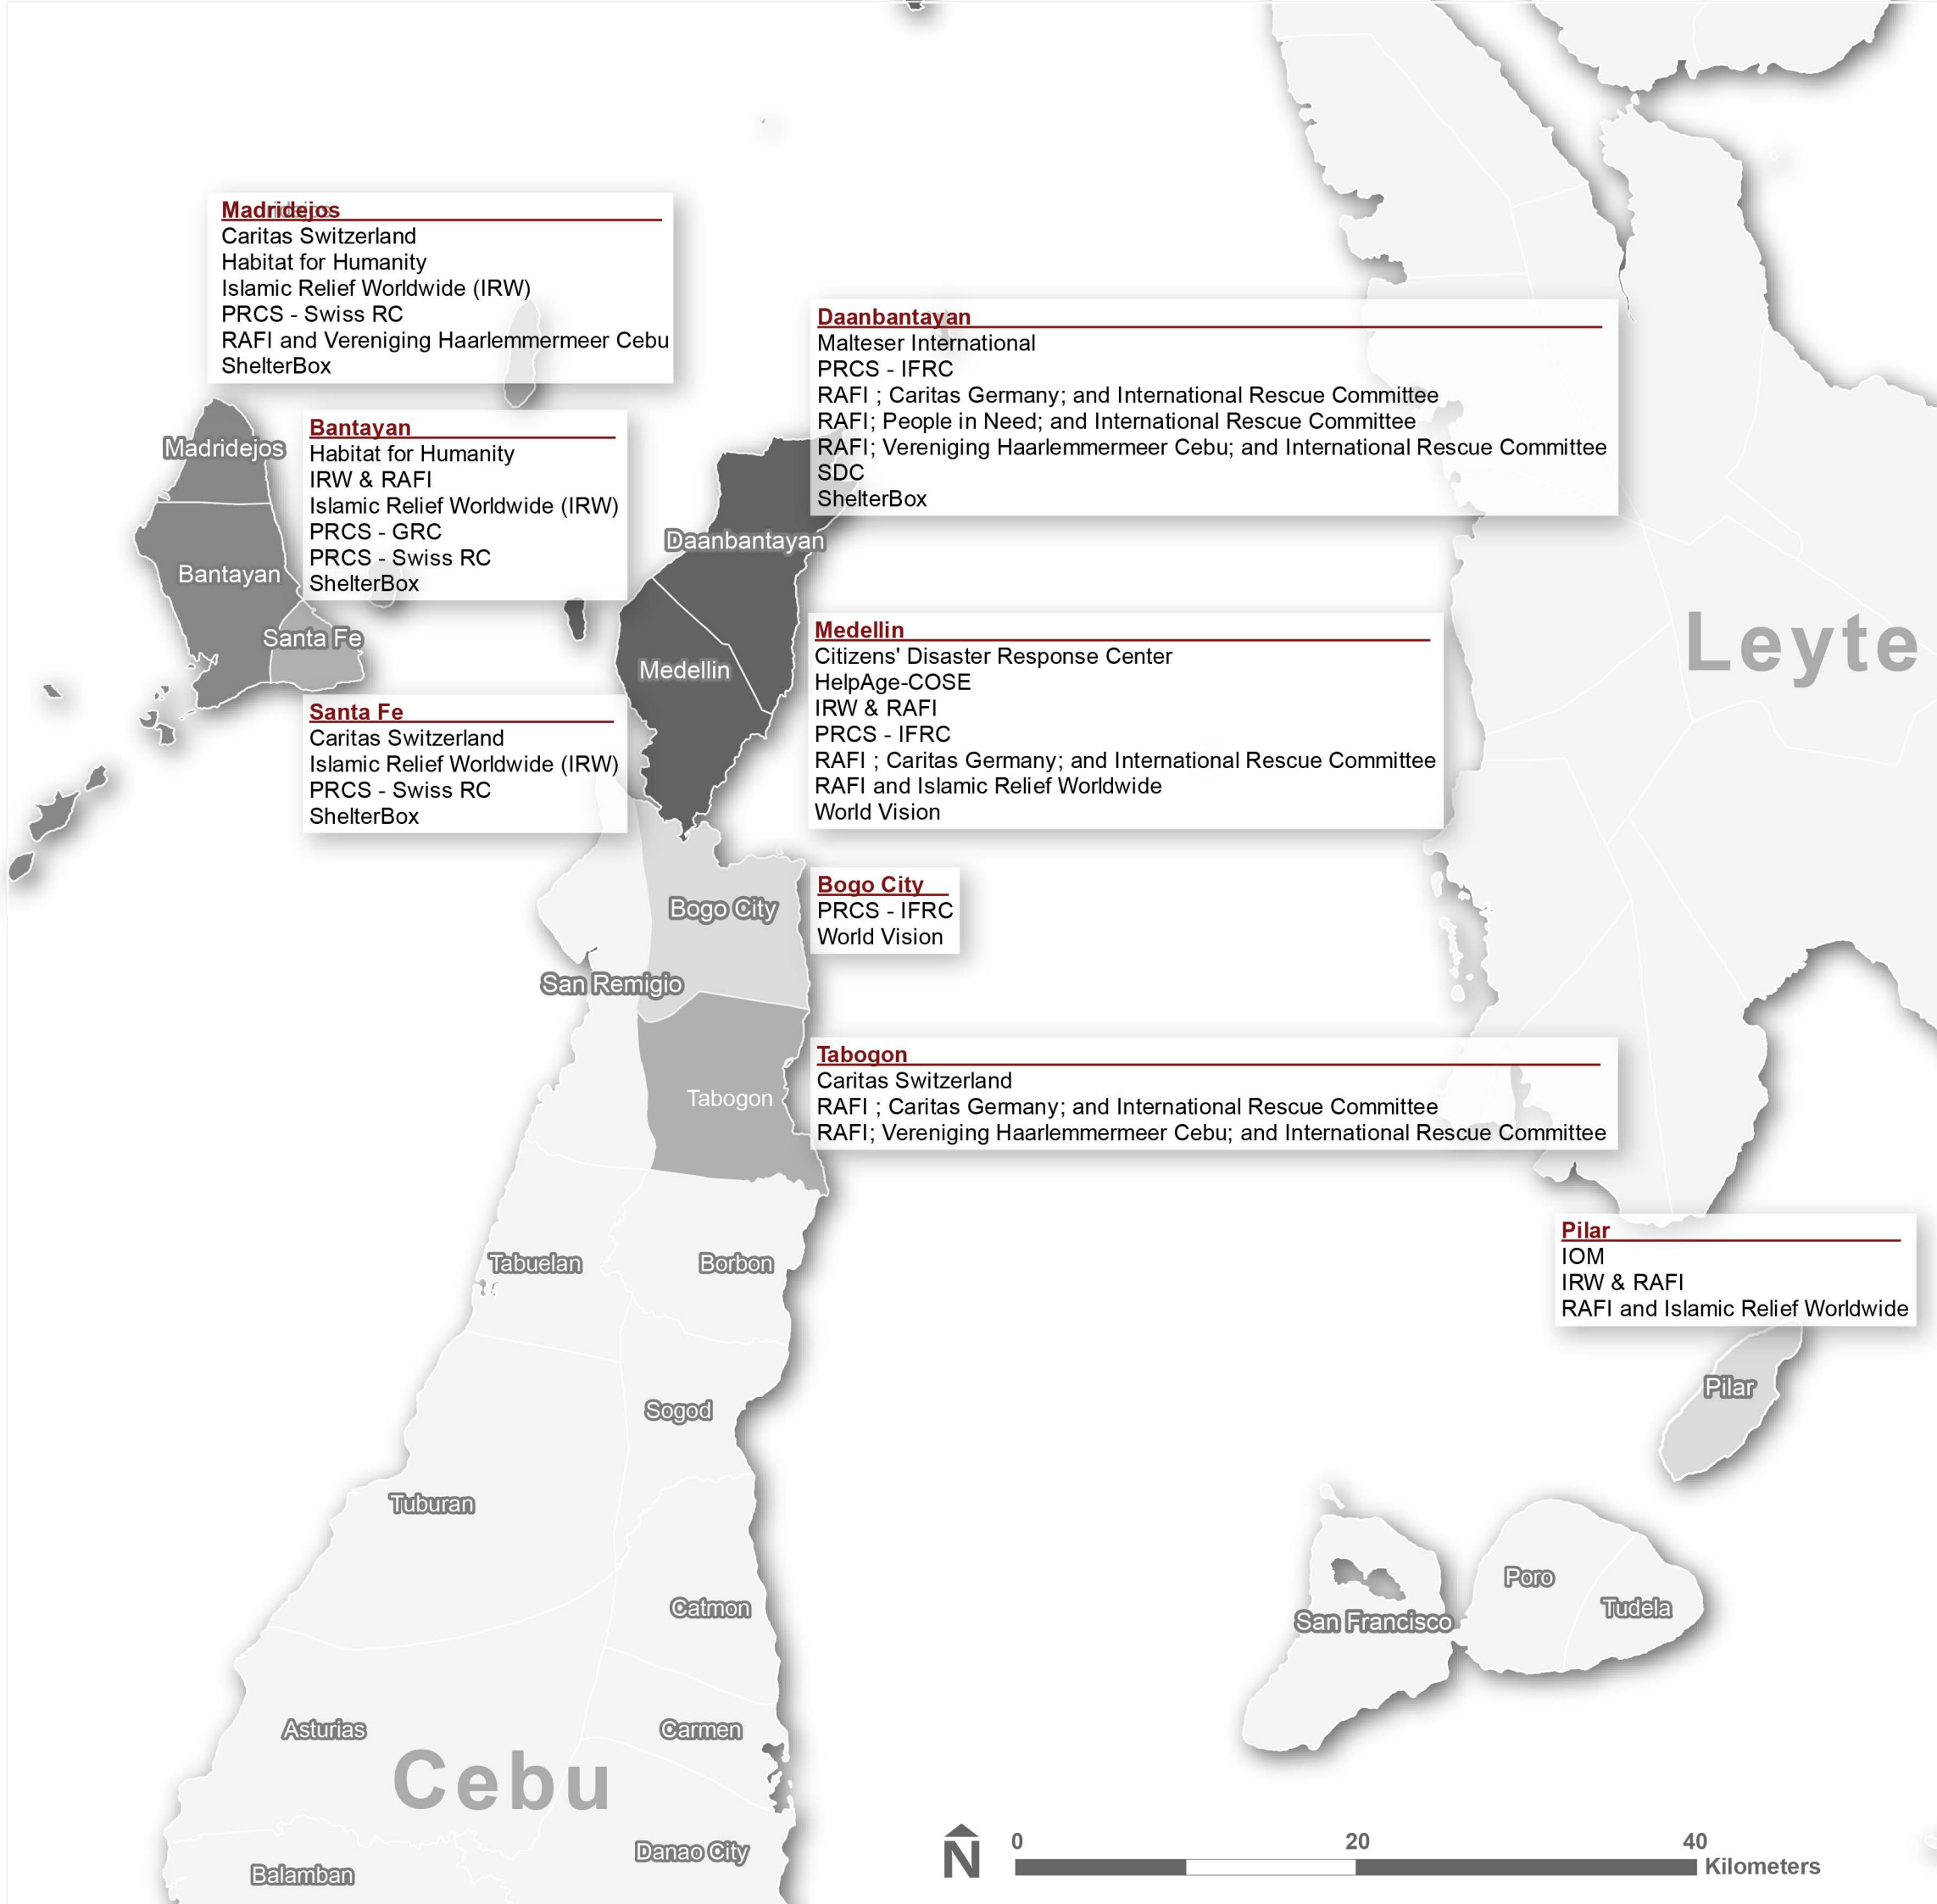 Madridejos
Caritas Switzerland
Habitat for Humanity
Islamic Relief Worldwide (IRW)
PRCS - Swiss RC
RAFI and Vereniging Haarlemmermeer Cebu
ShelterBox
Daanbantayan
Malteser International
PRCS - IFRC
RAFI ; Caritas Germany; and International Rescue Committee
RAFI; People in Need; and International Rescue Committee
RAFI; Vereniging Haarlemmermeer Cebu; and International Rescue Committee
SDC
ShelterBox
Madridejos
Bantayan
Habitat for Humanity
IRW & RAFI
Islamic Relief Worldwide (IRW)
PRCS - GRC
PRCS - Swiss RC
ShelterBox
Daanbantayan
Bantayan
Santa Fe
Medellin
Leyte
Medellin
Citizens' Disaster Response Center
HelpAge-COSE
IRW & RAFI
PRCS - IFRC
RAFI ; Caritas Germany; and International Rescue Committee
RAFI and Islamic Relief Worldwide
World Vision
Santa Fe
Caritas Switzerland
Islamic Relief Worldwide (IRW)
PRCS - Swiss RC
ShelterBox
Bogo City
Bogo City
PRCS - IFRC
World Vision
San Remigio
Tabogon
Tabogon
Caritas Switzerland
RAFI ; Caritas Germany; and International Rescue Committee
RAFI; Vereniging Haarlemmermeer Cebu; and International Rescue Committee
Pilar
IOM
IRW & RAFI
RAFI and Islamic Relief Worldwide
Tabuelan
Borbon
Pilar
Sogod
Tuburan
Poro
Catmon
Tudela
San Francisco
Asturias
Carmen
Cebu
Danao City
Balamban
N
0
20
40
Kilometers